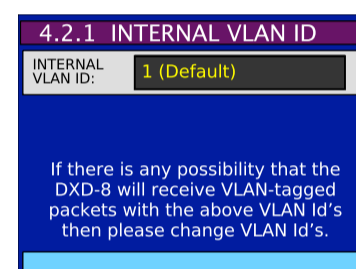 4.2.1 INTERNAL VLAN ID
INTERNAL
VLAN ID:
1 (Default)
If there is any possibility that the
DXD-8 will receive VLAN-tagged
packets with the above VLAN Id's
then please change VLAN Id's.